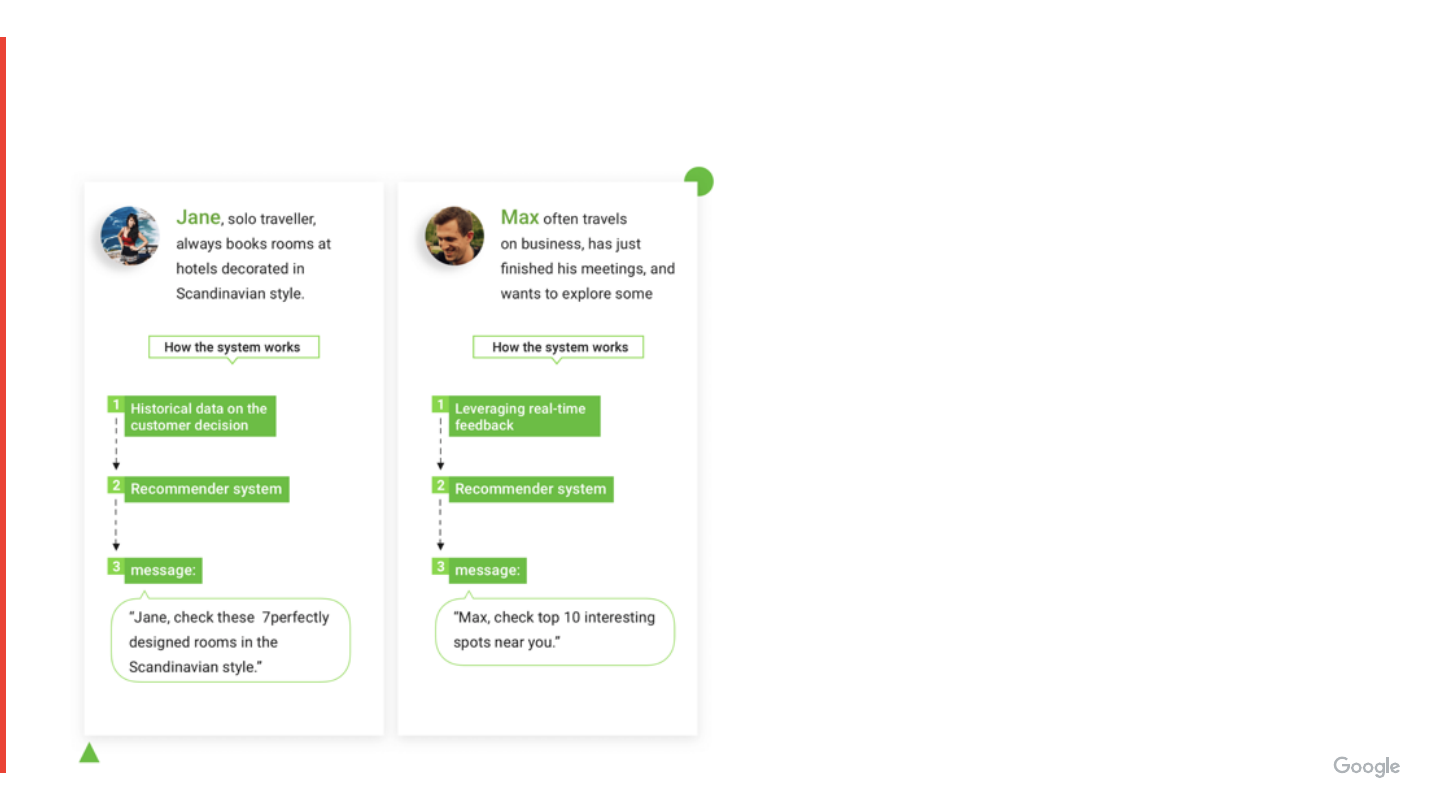 Jane, solo traveller,
always books rooms at
hotels decorated in
Scandinavian style.
How the system works
1 Historical data on the
customer decision
2 Recommender system
3 message:
“Jane, check these  7perfectly
designed rooms in the
Scandinavian style.”
Max often travels
on business, has just
finished his meetings, and
wants to explore some
How the system works
1 Leveraging real-time
feedback
2 Recommender system
3 message:
“Max, check top 10 interesting
spots near you.”
Google